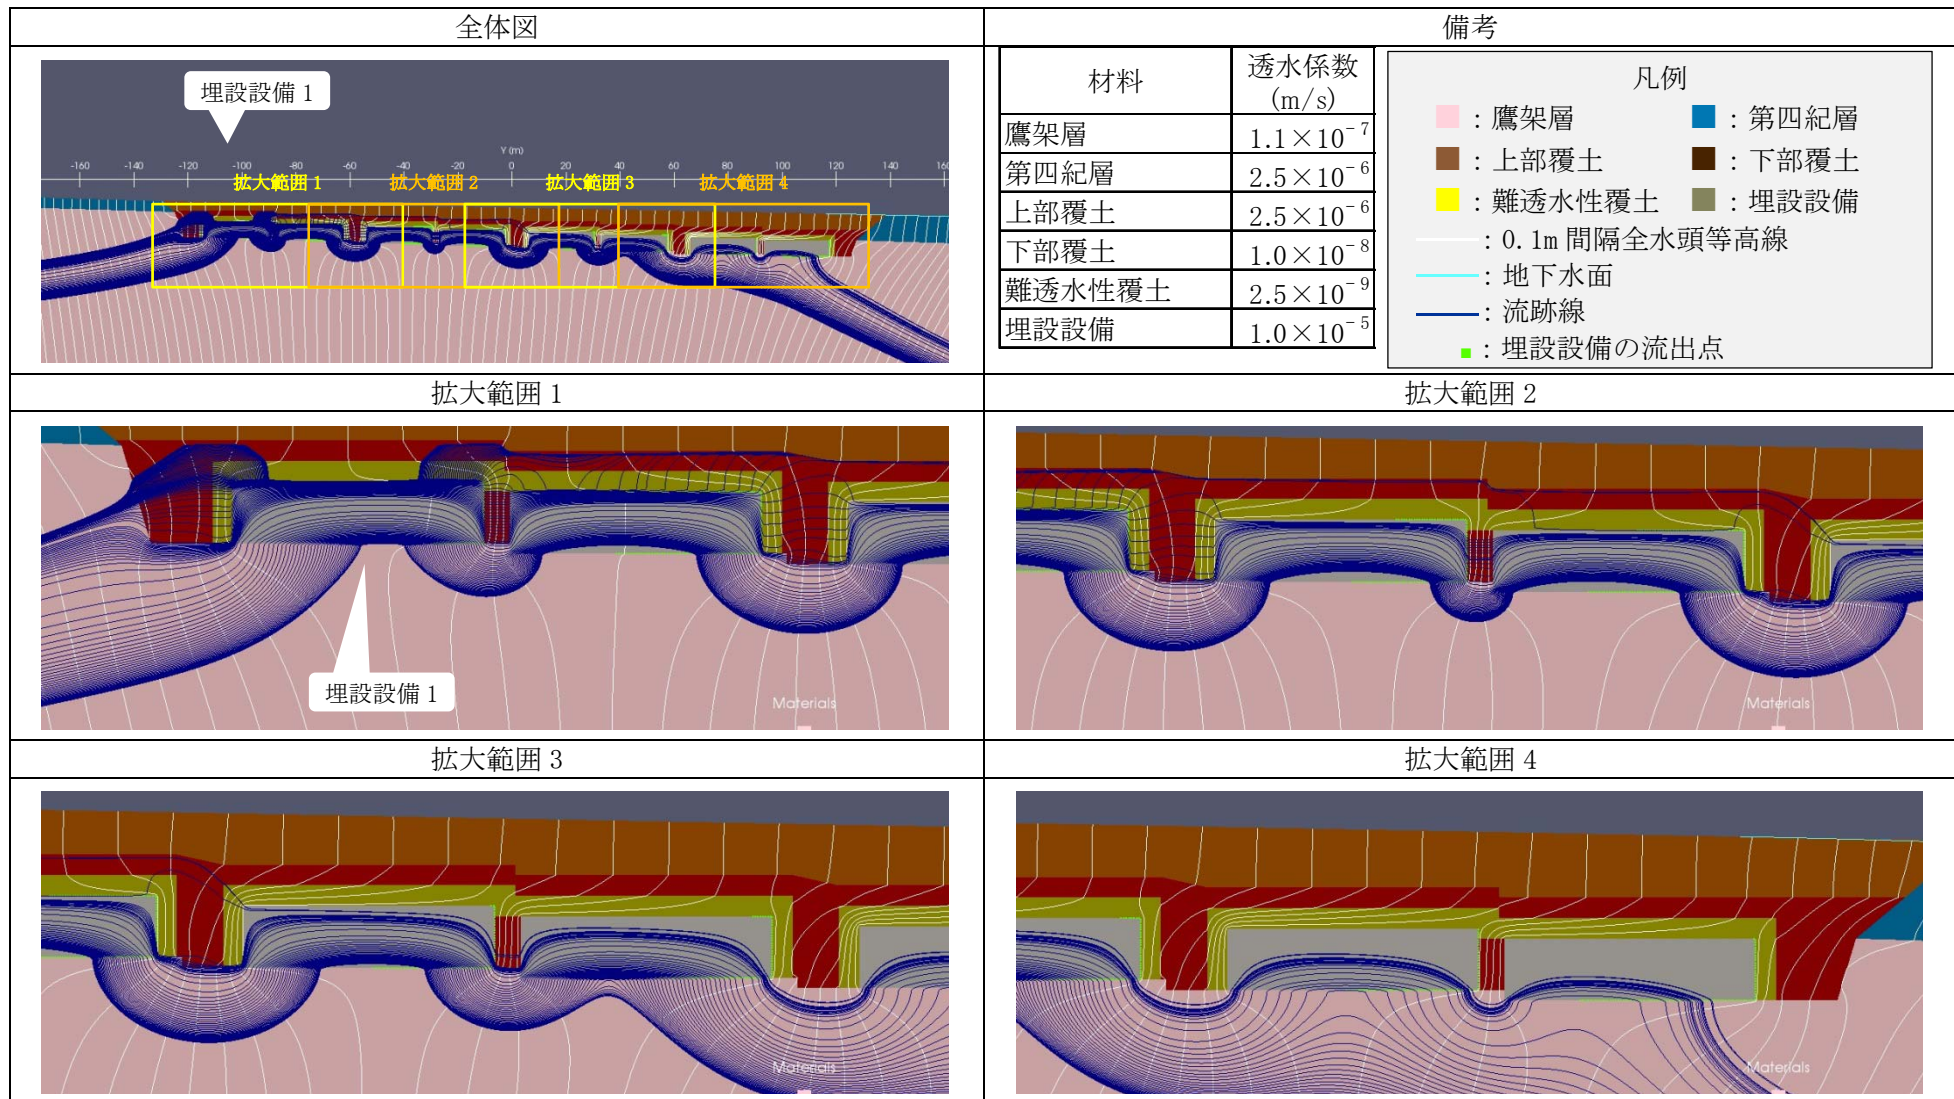 全体図
備考
埋設設備 1
Y (m)
-160 -140 -120 -100 -80 -60 -40 -20 0 20 40 60 80 100 120 140 160
拡大範囲 1 拡大範囲 2 拡大範囲 3 拡大範囲 4
材料 透水係数
(m/s)
鷹架層 1.1×10⁻⁷
第四紀層 2.5×10⁻⁶
上部覆土 2.5×10⁻⁶
下部覆土 1.0×10⁻⁸
難透水性覆土 2.5×10⁻⁹
埋設設備 1.0×10⁻⁵
凡例
：鷹架層 ：第四紀層
：上部覆土 ：下部覆土
：難透水性覆土 ：埋設設備
：0.1m 間隔全水頭等高線
：地下水面
：流跡線
：埋設設備の流出点
拡大範囲 1
拡大範囲 2
埋設設備 1
Materials
Materials
拡大範囲 3
拡大範囲 4
Materials
Materials